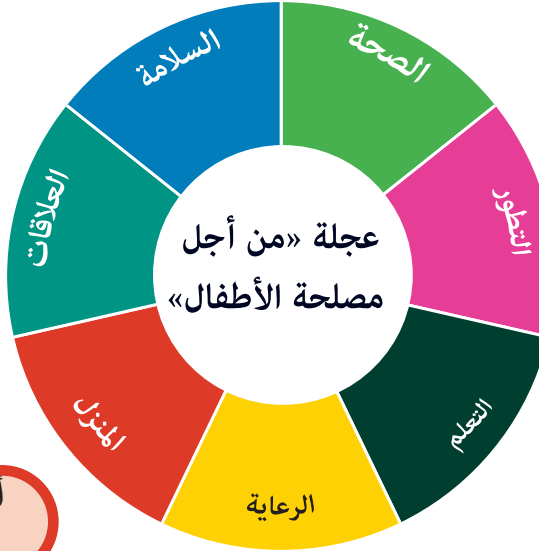 عجلة «من أجل
مصلحة الأطفال»
الصحة
التطور
التعلم
الرعاية
المنزل
العلاقات
السلامة